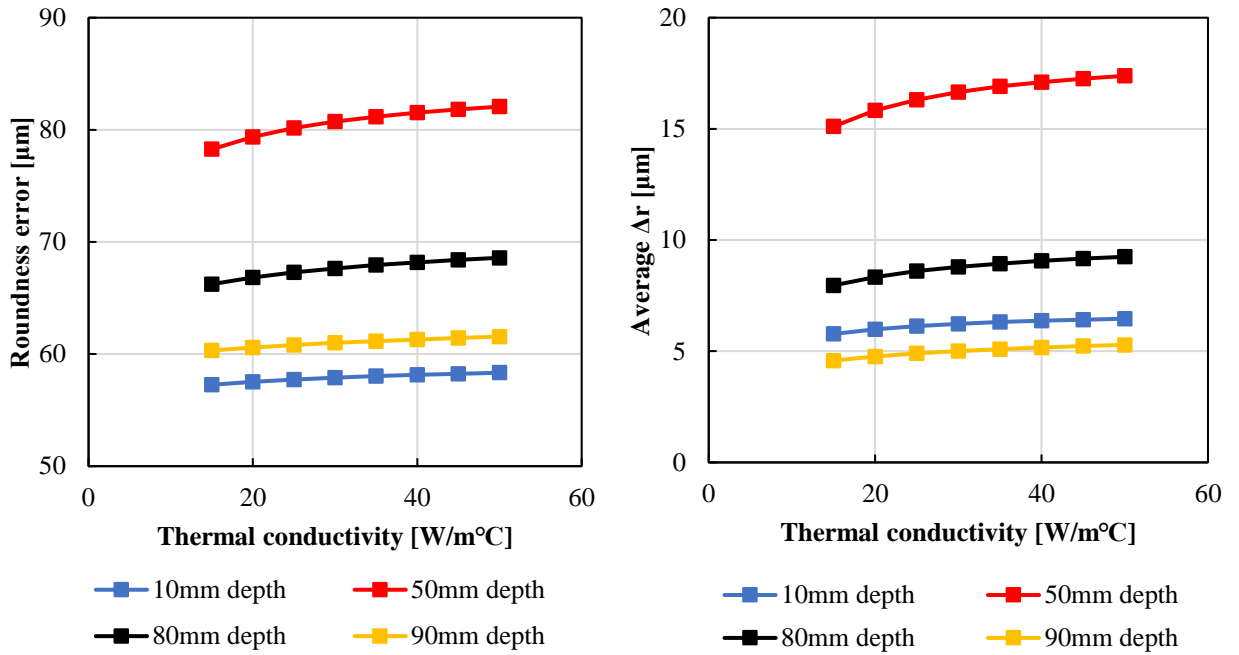 90
80
70
60
50
Roundness error [μm]
0
20
40
60
Thermal conductivity [W/m°C]
10mm depth
50mm depth
80mm depth
90mm depth
20
15
10
5
0
Average Δr [μm]
0
20
40
60
Thermal conductivity [W/m°C]
10mm depth
50mm depth
80mm depth
90mm depth